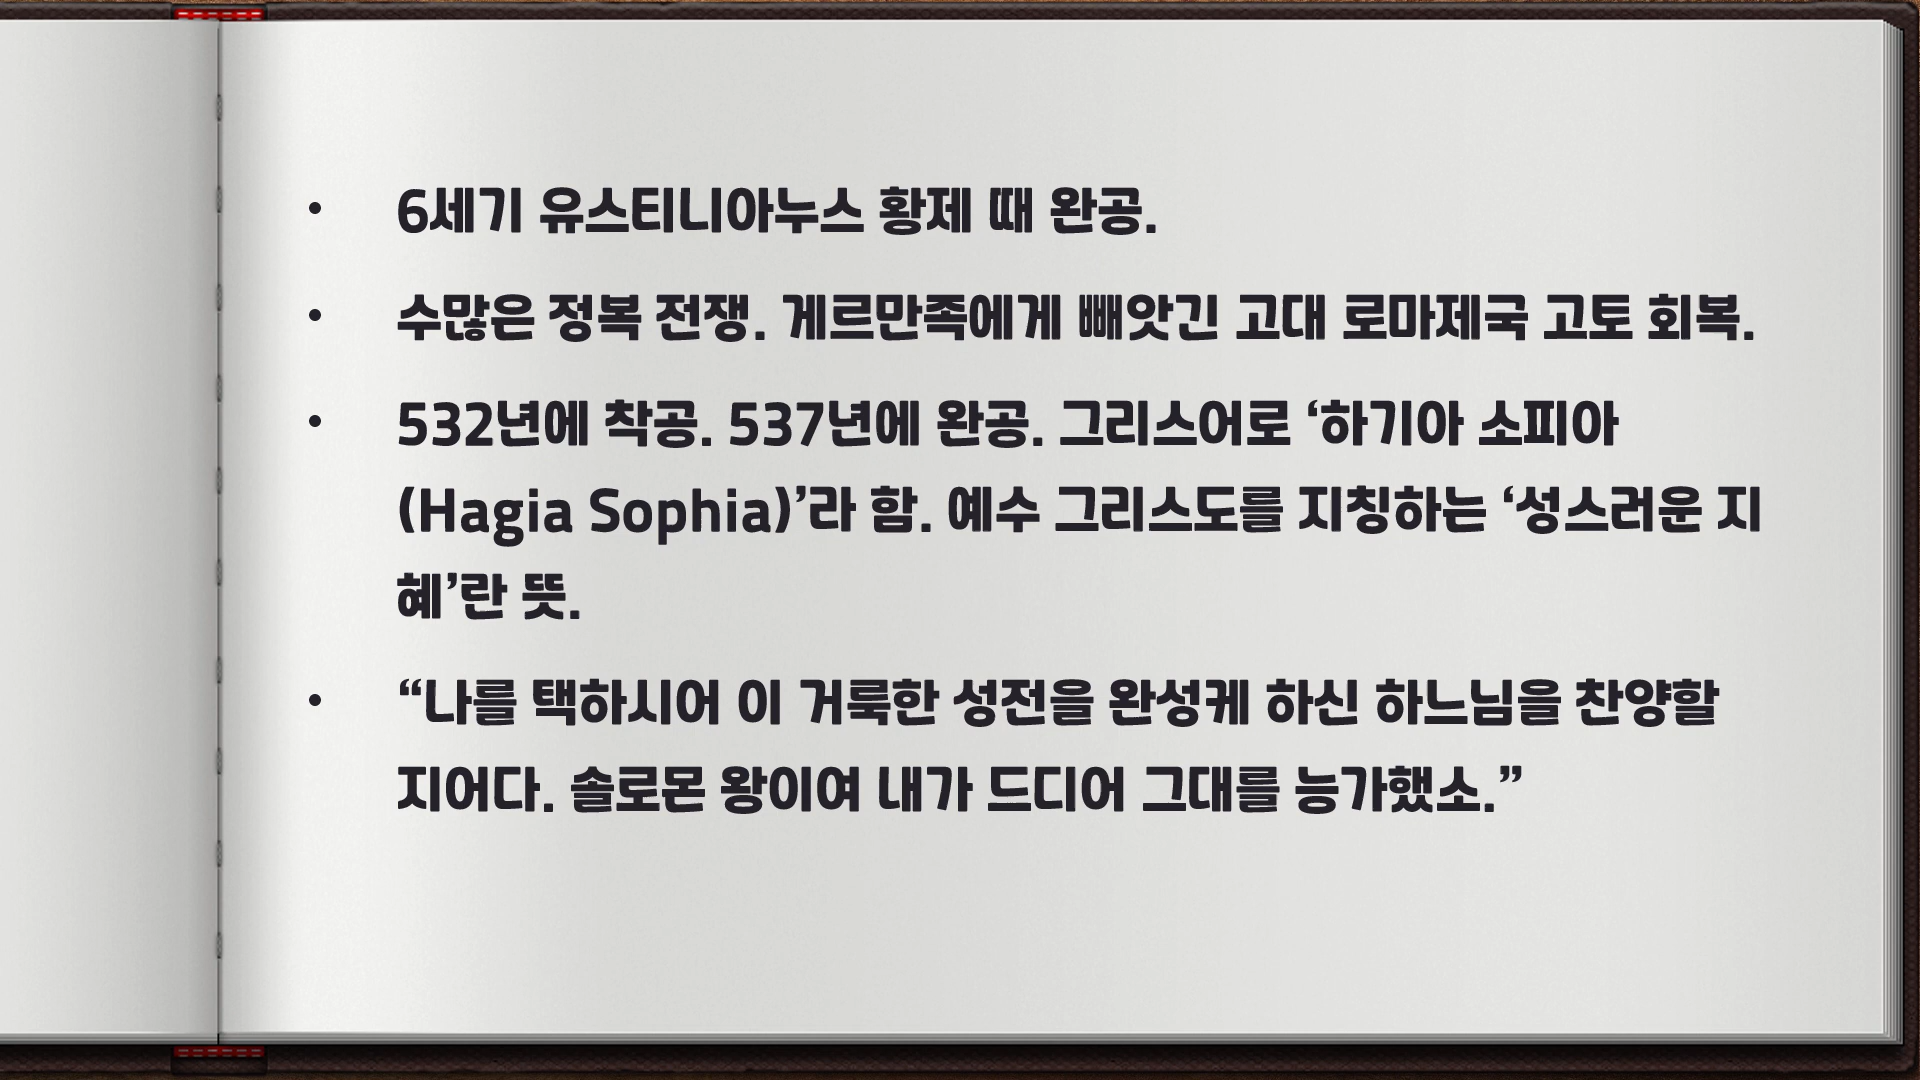 • 6세기 유스티니아누스 황제 때 완공.
• 수많은 정복 전쟁. 게르만족에게 빼앗긴 고대 로마제국 고토 회복.
• 532년에 착공. 537년에 완공. 그리스어로 ‘하기아 소피아
(Hagia Sophia)’라 함. 예수 그리스도를 지칭하는 ‘성스러운 지
혜’란 뜻.
• “나를 택하시어 이 거룩한 성전을 완성케 하신 하느님을 찬양할
지어다. 솔로몬 왕이여 내가 드디어 그대를 능가했소.”